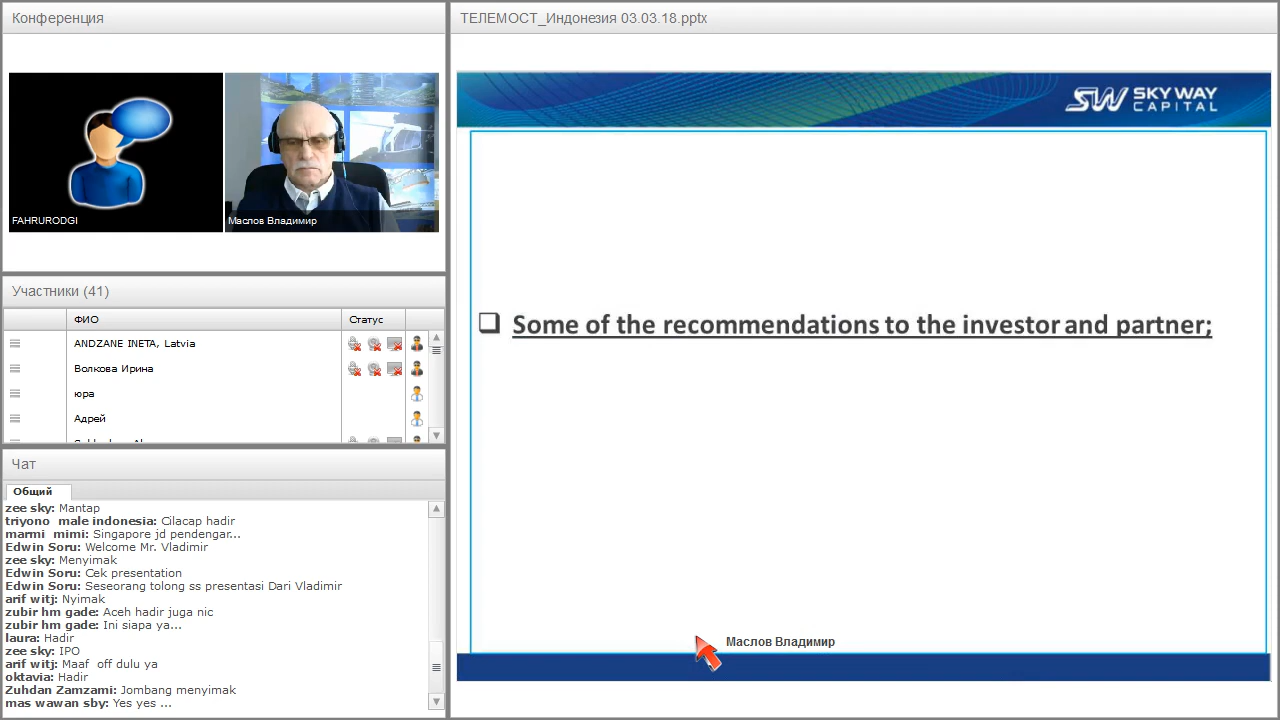 Конференция
FAHRURODGI
Маслов Владимир
Участники (41)
ФИО
Статус
ANDZANE INETA, Latvia
Волкова Ирина
юра
Адрей
Чат
Общий
zee sky: Mantap
triyono male indonesia: Cilacap hadir
marmi mimi: Singapore jd pendengar...
Edwin Soru: Welcome Mr. Vladimir
zee sky: Menyimak
Edwin Soru: Cek presentation
Edwin Soru: Seseorang tolong ss presentasi Dari Vladimir
arif witj: Nyimak
zubir hm gade: Aceh hadir juga nic
zubir hm gade: Ini siapa ya...
laura: Hadir
zee sky: IPO
arif witj: Maaf off dulu ya
oktavia: Hadir
Zuhdan Zamzami: Jombang menyimak
mas wawan sby: Yes yes ...
ТЕЛЕМОСТ_Индонезия 03.03.18.pptx
SW SKY WAY
CAPITAL
Some of the recommendations to the investor and partner;
Маслов Владимир